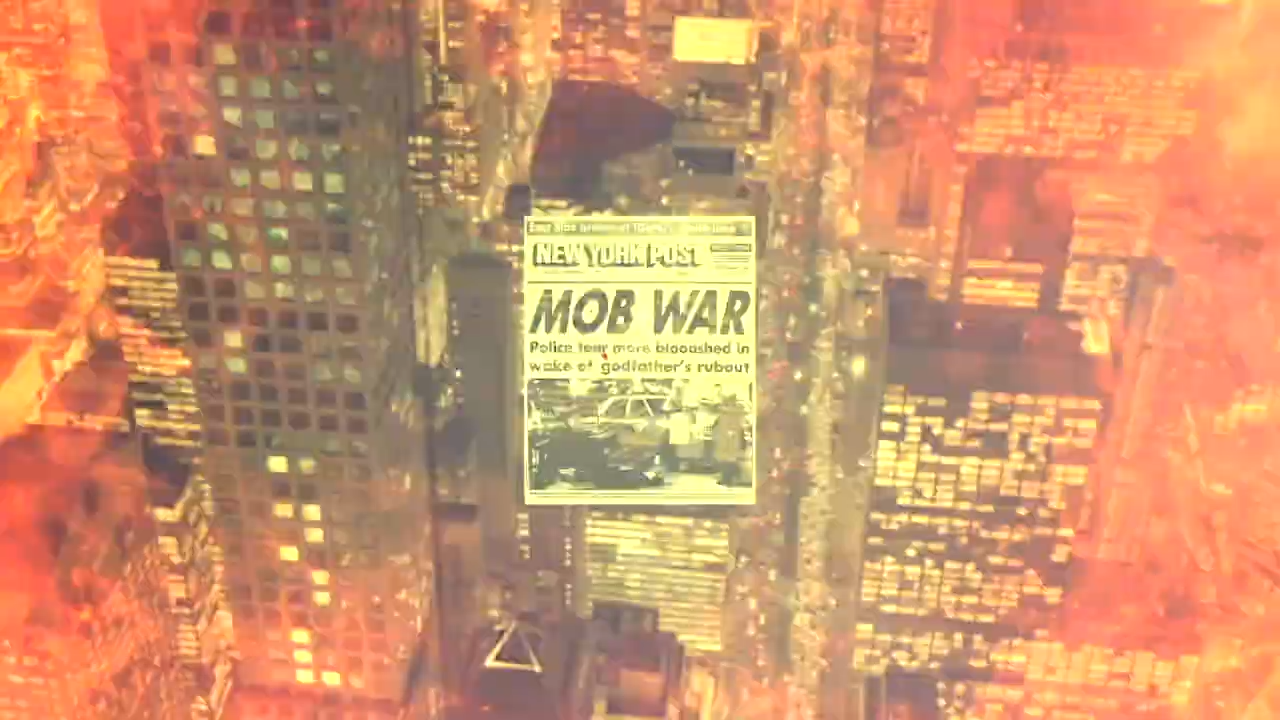 NEW YORK POST
MOB WAR
Police fear more bloodshed in
wake of godfather's rubout